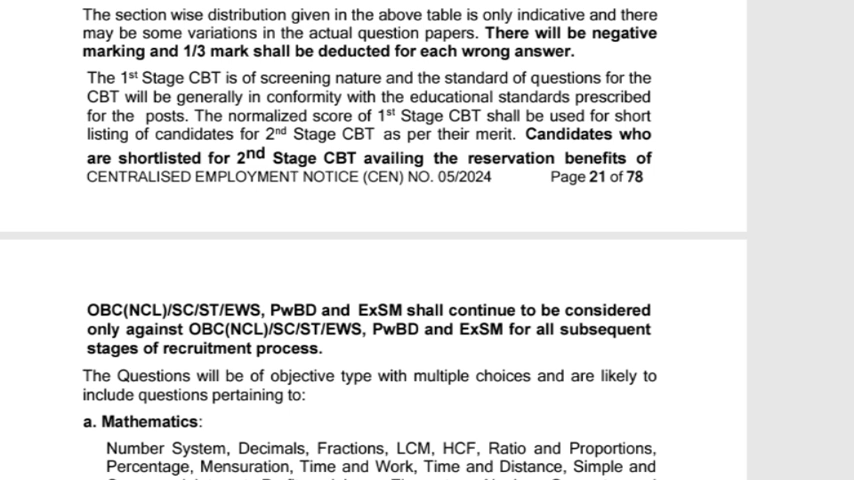 The section wise distribution given in the above table is only indicative and there
may be some variations in the actual question papers. There will be negative
marking and 1/3 mark shall be deducted for each wrong answer.
The 1st Stage CBT is of screening nature and the standard of questions for the
CBT will be generally in conformity with the educational standards prescribed
for the posts. The normalized score of 1st Stage CBT shall be used for short
listing of candidates for 2nd Stage CBT as per their merit. Candidates who
are shortlisted for 2nd Stage CBT availing the reservation benefits of
CENTRALISED EMPLOYMENT NOTICE (CEN) NO. 05/2024 Page 21 of 78
OBC(NCL)/SC/ST/EWS, PwBD and ExSM shall continue to be considered
only against OBC(NCL)/SC/ST/EWS, PwBD and ExSM for all subsequent
stages of recruitment process.
The Questions will be of objective type with multiple choices and are likely to
include questions pertaining to:
a. Mathematics:
Number System, Decimals, Fractions, LCM, HCF, Ratio and Proportions,
Percentage, Mensuration, Time and Work, Time and Distance, Simple and